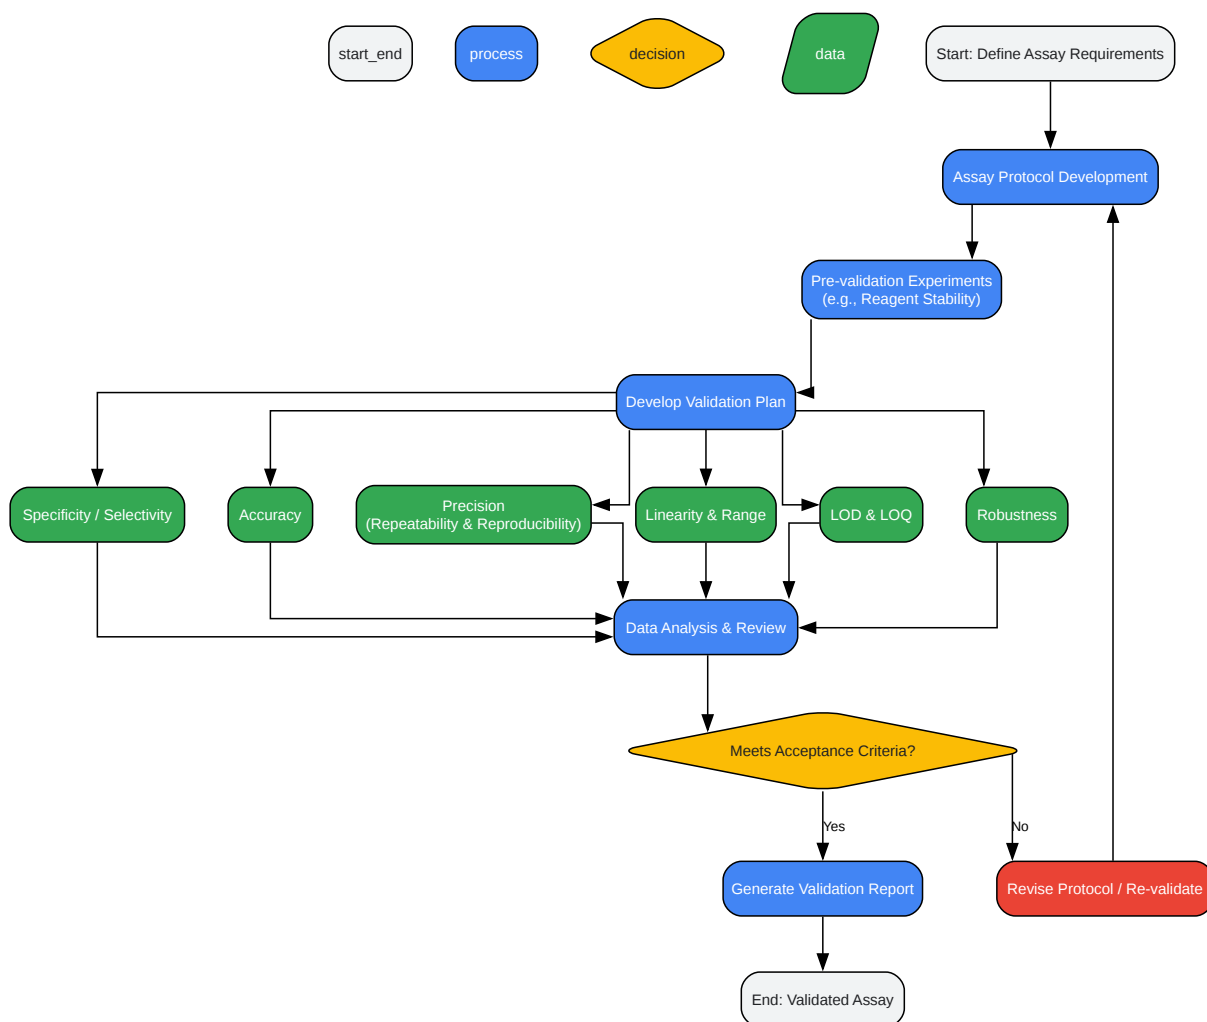 start_end
process
decision
data
Start: Define Assay Requirements
Assay Protocol Development
Pre-validation Experiments
(e.g., Reagent Stability)
Develop Validation Plan
Specificity / Selectivity
Accuracy
Precision
(Repeatability & Reproducibility)
Linearity & Range
LOD & LOQ
Robustness
Data Analysis & Review
Meets Acceptance Criteria?
Yes
No
Generate Validation Report
Revise Protocol / Re-validate
End: Validated Assay